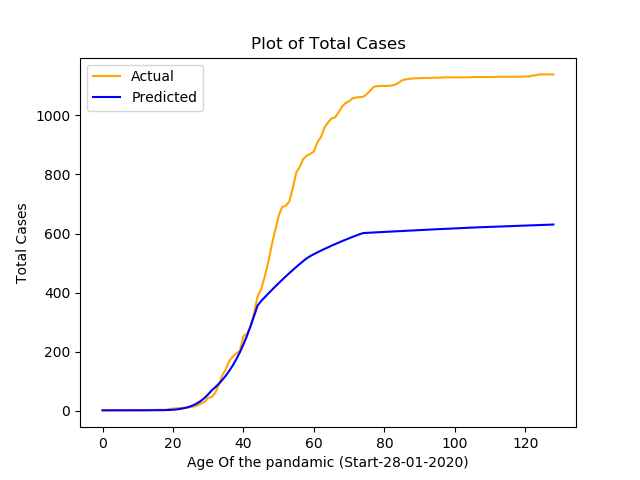 Plot of Total Cases
Actual
Predicted
Total Cases
1000
800
600
400
200
0
0 20 40 60 80 100 120
Age Of the pandamic (Start-28-01-2020)